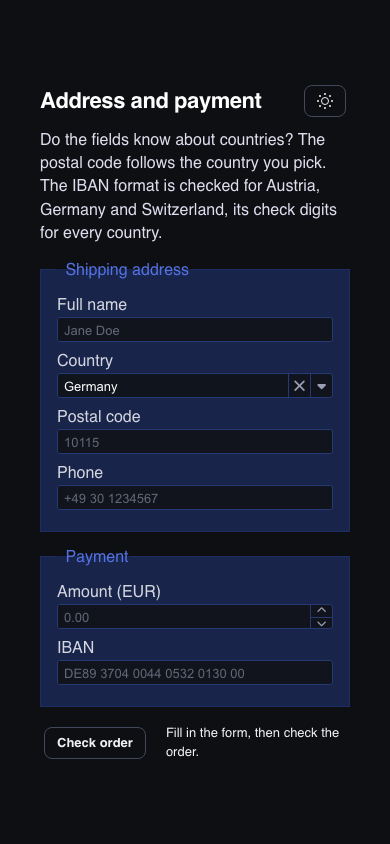 Address and payment
Do the fields know about countries? The
postal code follows the country you pick.
The IBAN format is checked for Austria,
Germany and Switzerland, its check digits
for every country.
Shipping address
Full name
Jane Doe
Country
Germany
Postal code
10115
Phone
+49 30 1234567
Payment
Amount (EUR)
0.00
IBAN
DE89 3704 0044 0532 0130 00
Check order
Fill in the form, then check the
order.